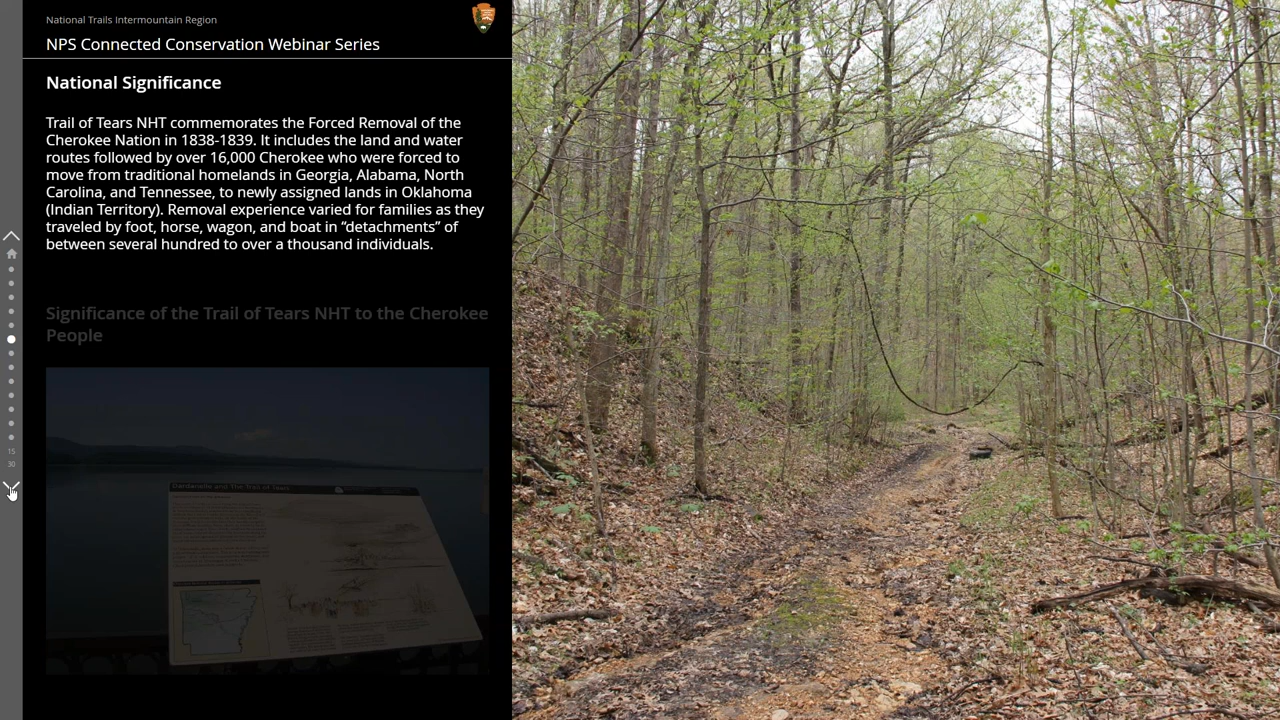 National Trails Intermountain Region
NPS Connected Conservation Webinar Series
National Significance
Trail of Tears NHT commemorates the Forced Removal of the
Cherokee Nation in 1838-1839. It includes the land and water
routes followed by over 16,000 Cherokee who were forced to
move from traditional homelands in Georgia, Alabama, North
Carolina, and Tennessee, to newly assigned lands in Oklahoma
(Indian Territory). Removal experience varied for families as they
traveled by foot, horse, wagon, and boat in “detachments” of
between several hundred to over a thousand individuals.
Significance of the Trail of Tears NHT to the Cherokee
People
Dardanelle and The Trail of Tears
15
30